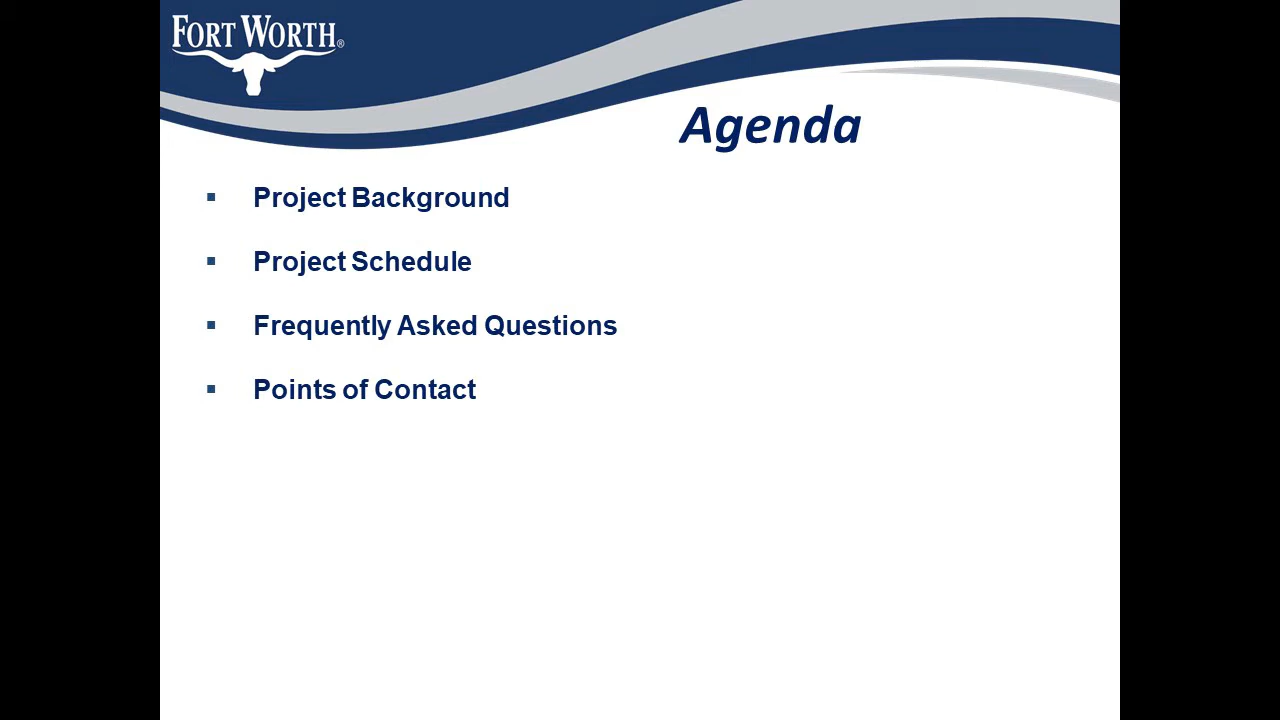 FORT WORTH®
Agenda
▪ Project Background
▪ Project Schedule
▪ Frequently Asked Questions
▪ Points of Contact